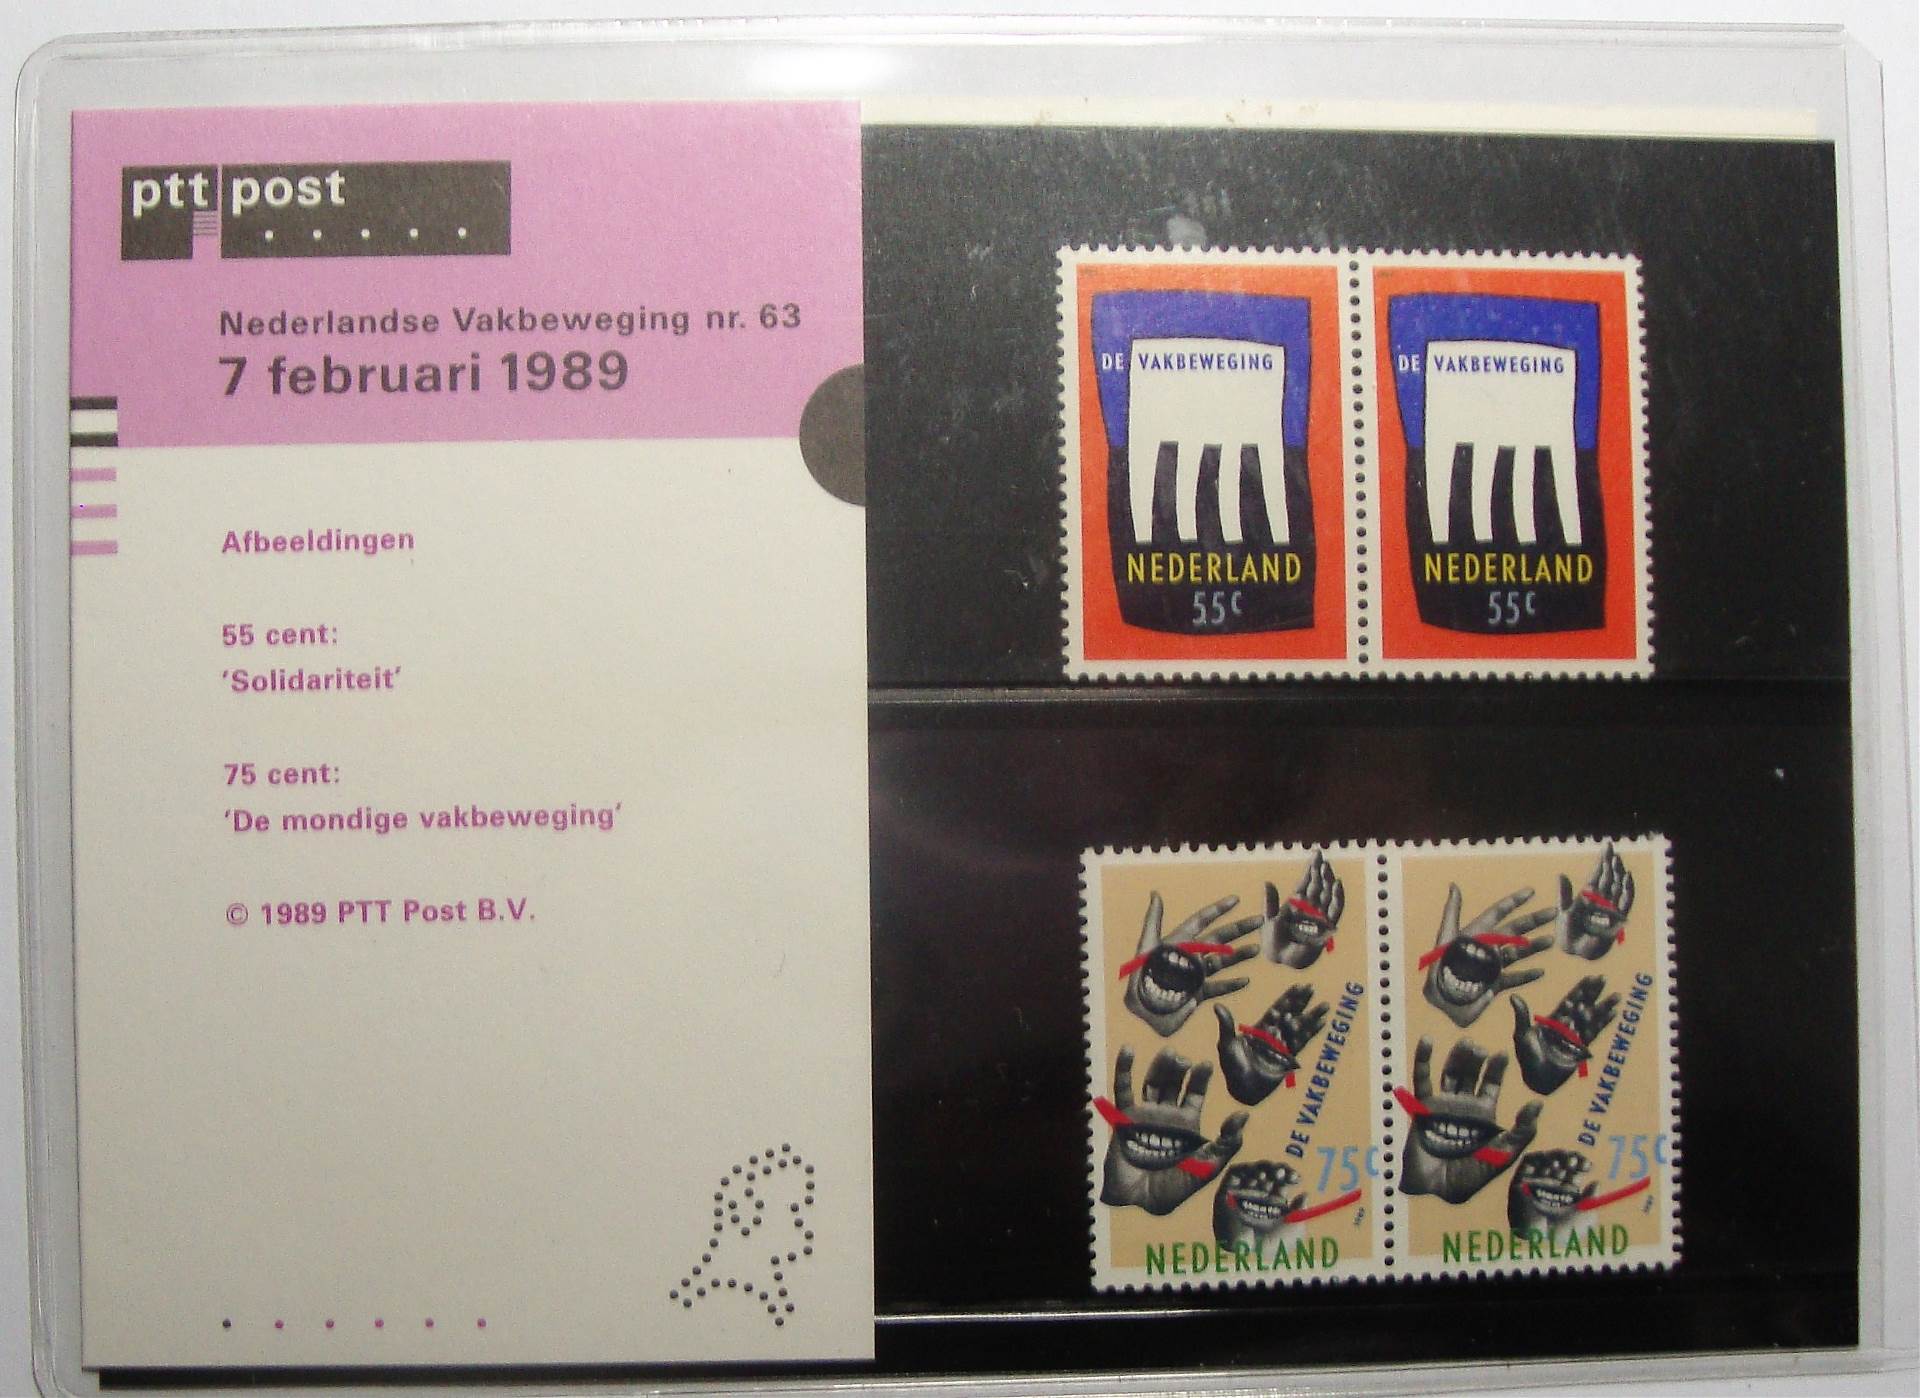 ptt post
Nederlandse Vakbeweging nr. 63
7 februari 1989
Afbeeldingen
55 cent:
‘Solidariteit’
75 cent:
‘De mondige vakbeweging’
© 1989 PTT Post B.V.
DE VAKBEWEGING
NEDERLAND
55c
DE VAKBEWEGING
NEDERLAND
55c
DE VAKBEWEGING
75c
NEDERLAND
DE VAKBEWEGING
75c
NEDERLAND